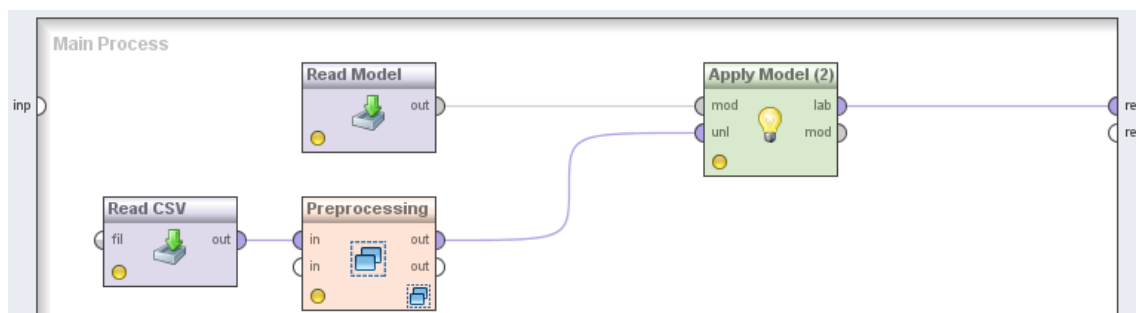 Main Process
Read Model
out
Apply Model (2)
mod
lab
unl
mod
inp
re
re
Read CSV
fil
out
Preprocessing
in
out
in
out